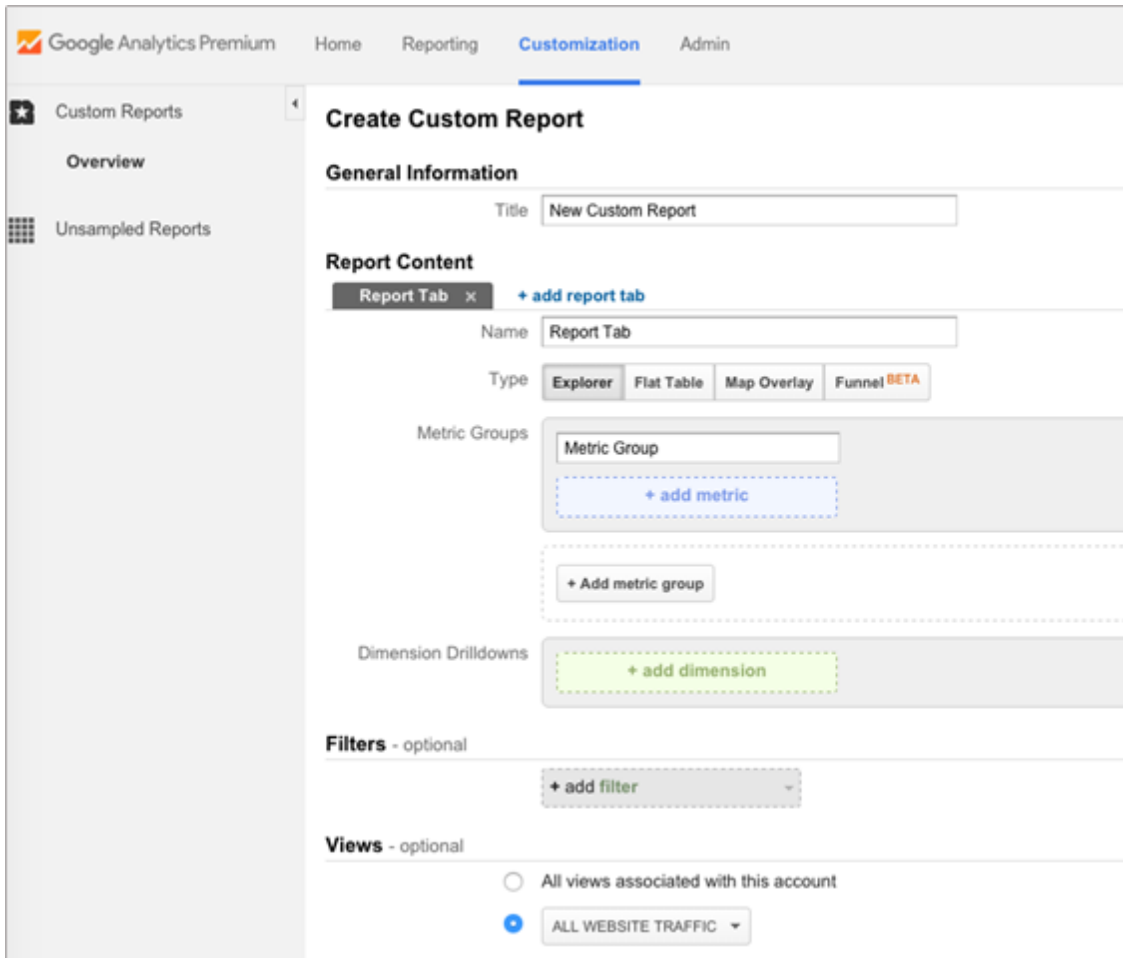 Google Analytics Premium Home Reporting Customization Admin
Custom Reports
Overview
Unsampled Reports
Create Custom Report
General Information
Title New Custom Report
Report Content
Report Tab × + add report tab
Name Report Tab
Type Explorer Flat Table Map Overlay Funnel BETA
Metric Groups Metric Group
+ add metric
+ Add metric group
Dimension Drilldowns + add dimension
Filters - optional
+ add filter
Views - optional
All views associated with this account
ALL WEBSITE TRAFFIC